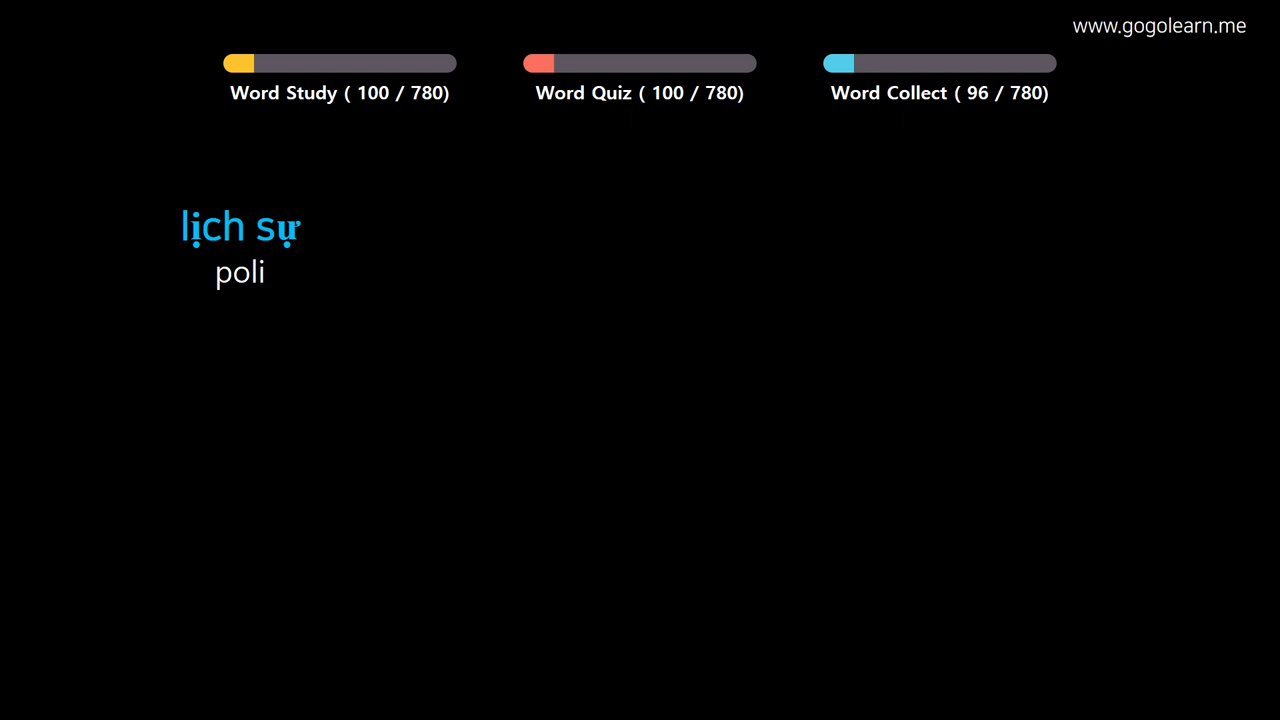 www.gogolearn.me
Word Study ( 100 / 780)
Word Quiz ( 100 / 780)
Word Collect ( 96 / 780)
lịch sự
poli